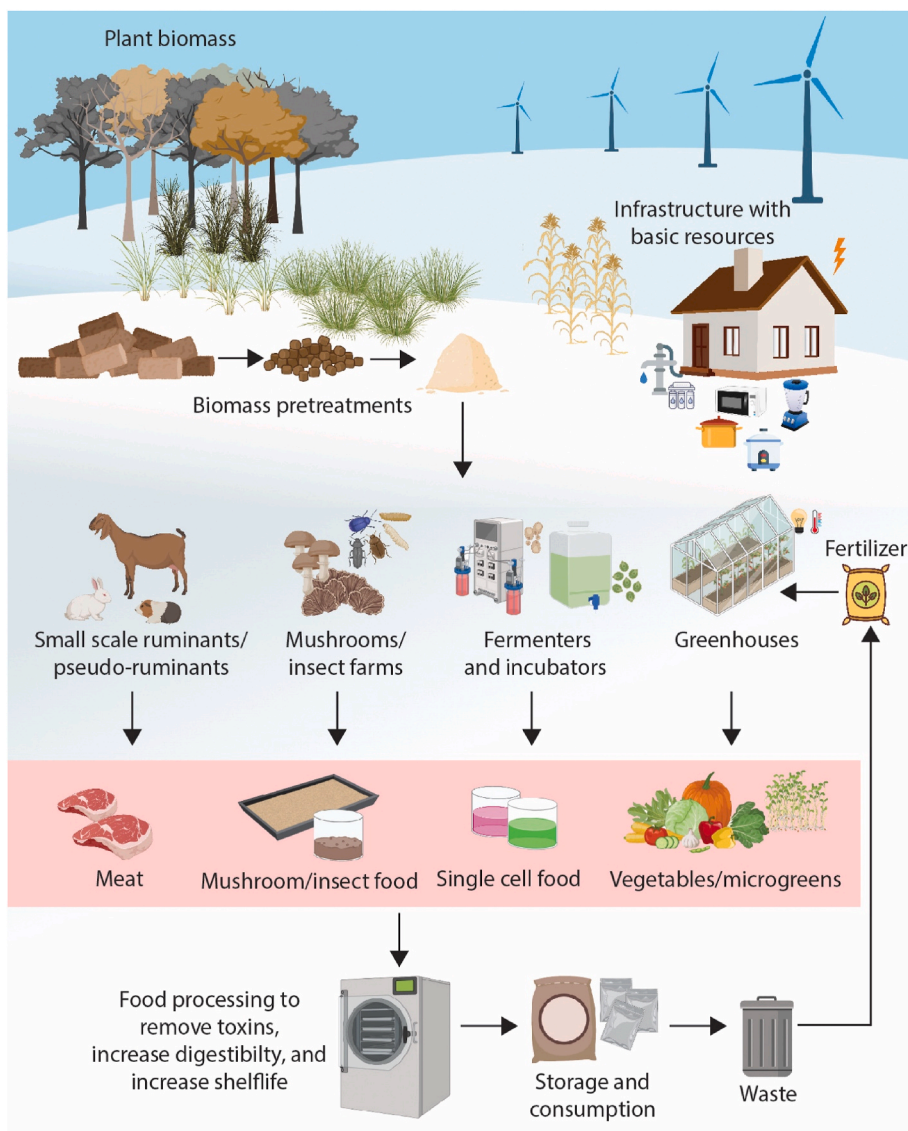 Plant biomass
Infrastructure with
basic resources
Biomass pretreatments
Fertilizer
Small scale ruminants/
pseudo-ruminants
Mushrooms/
insect farms
Fermenters
and incubators
Greenhouses
Meat
Mushroom/insect food
Single cell food
Vegetables/microgreens
Food processing to
remove toxins,
increase digestibilty, and
increase shelflife
Storage and
consumption
Waste